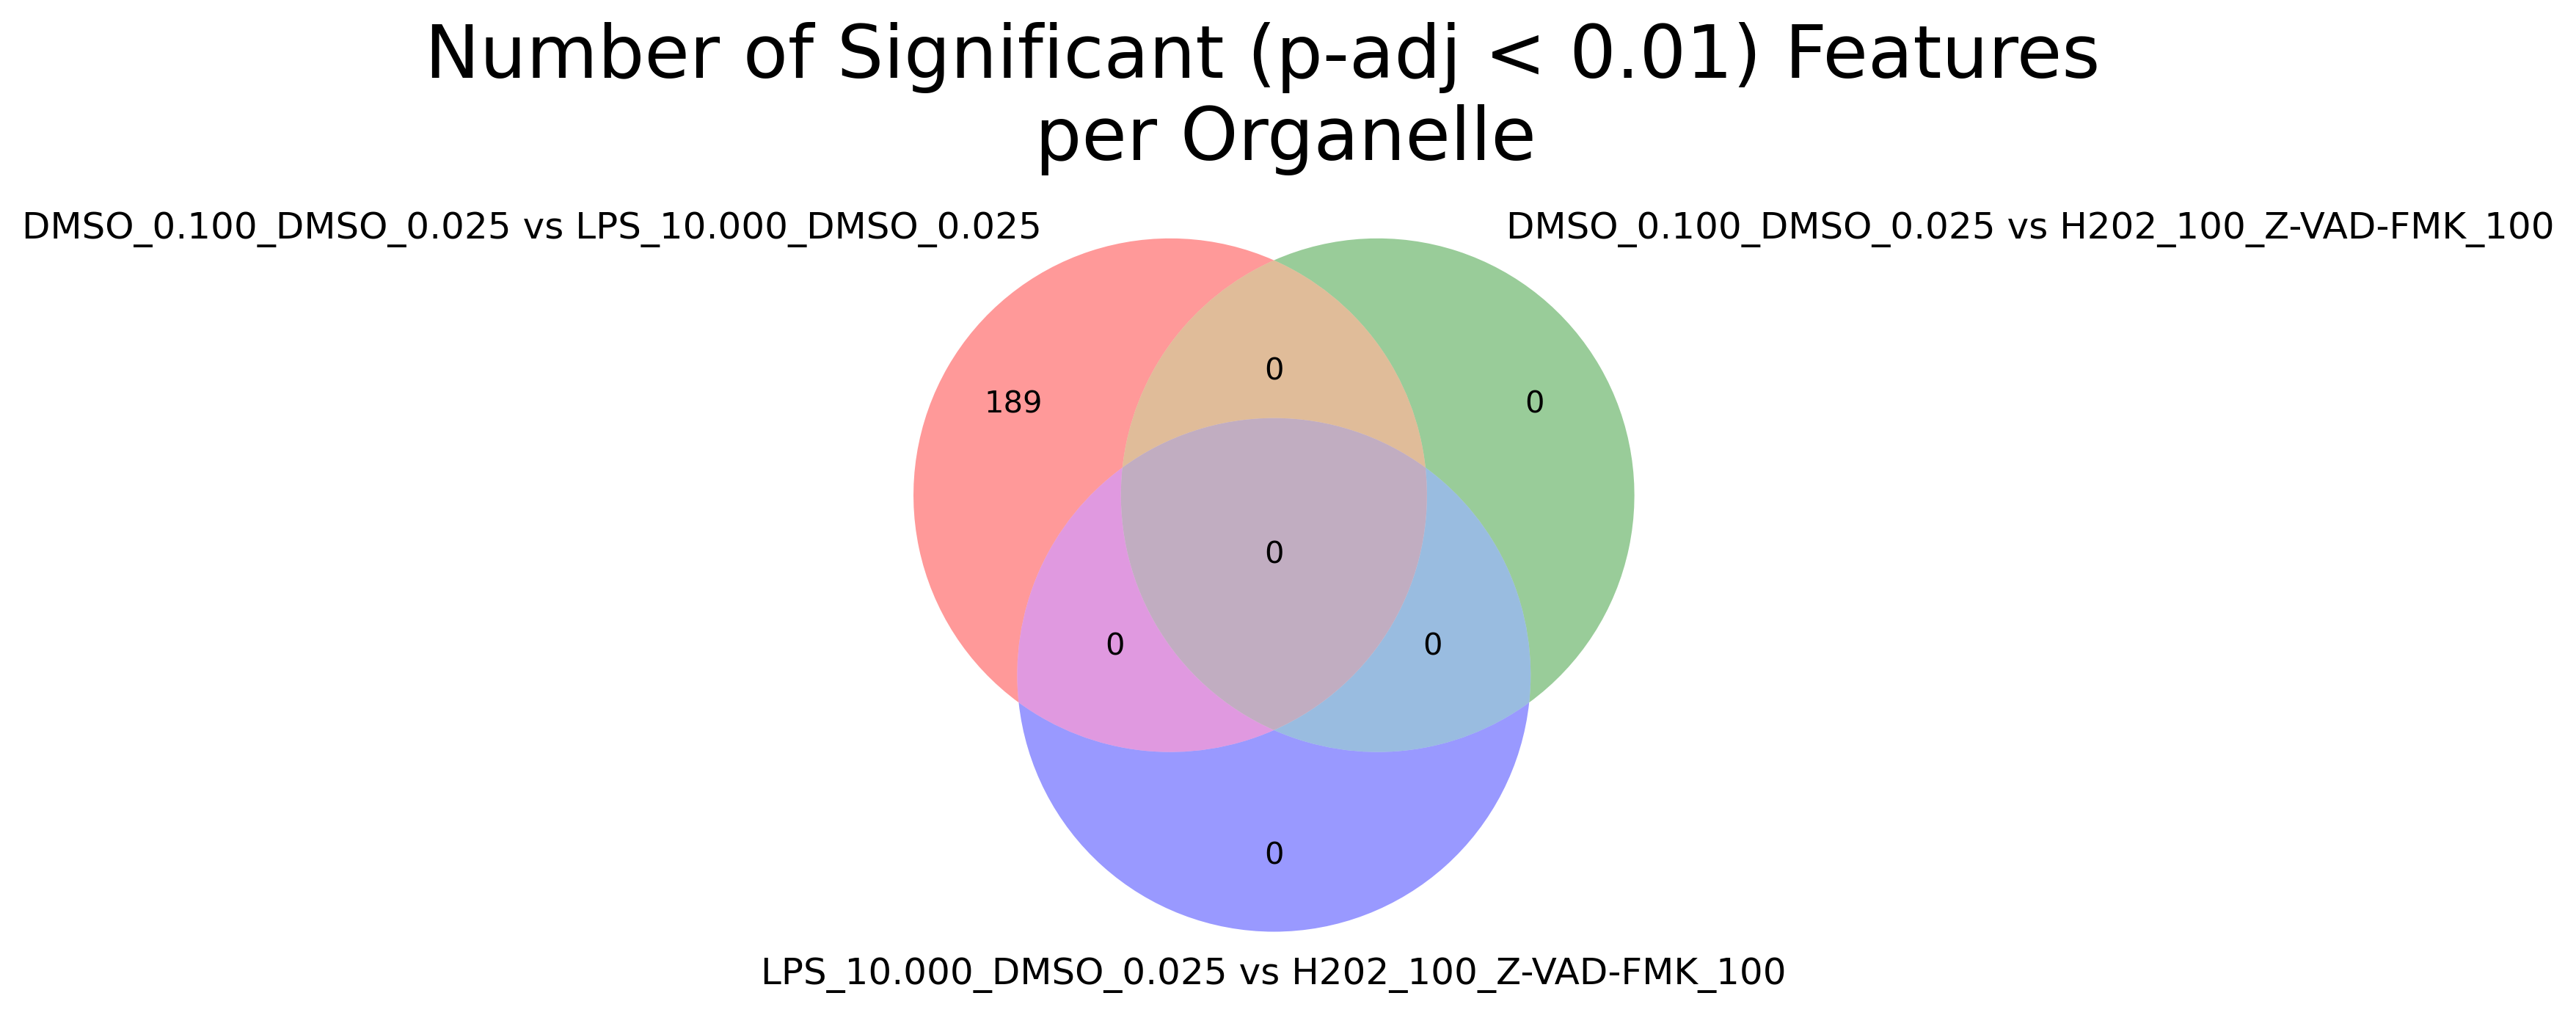 Number of Significant (p-adj < 0.01) Features
per Organelle
DMSO_0.100_DMSO_0.025 vs LPS_10.000_DMSO_0.025
DMSO_0.100_DMSO_0.025 vs H202_100_Z-VAD-FMK_100
0
189
0
0
0
0
0
LPS_10.000_DMSO_0.025 vs H202_100_Z-VAD-FMK_100